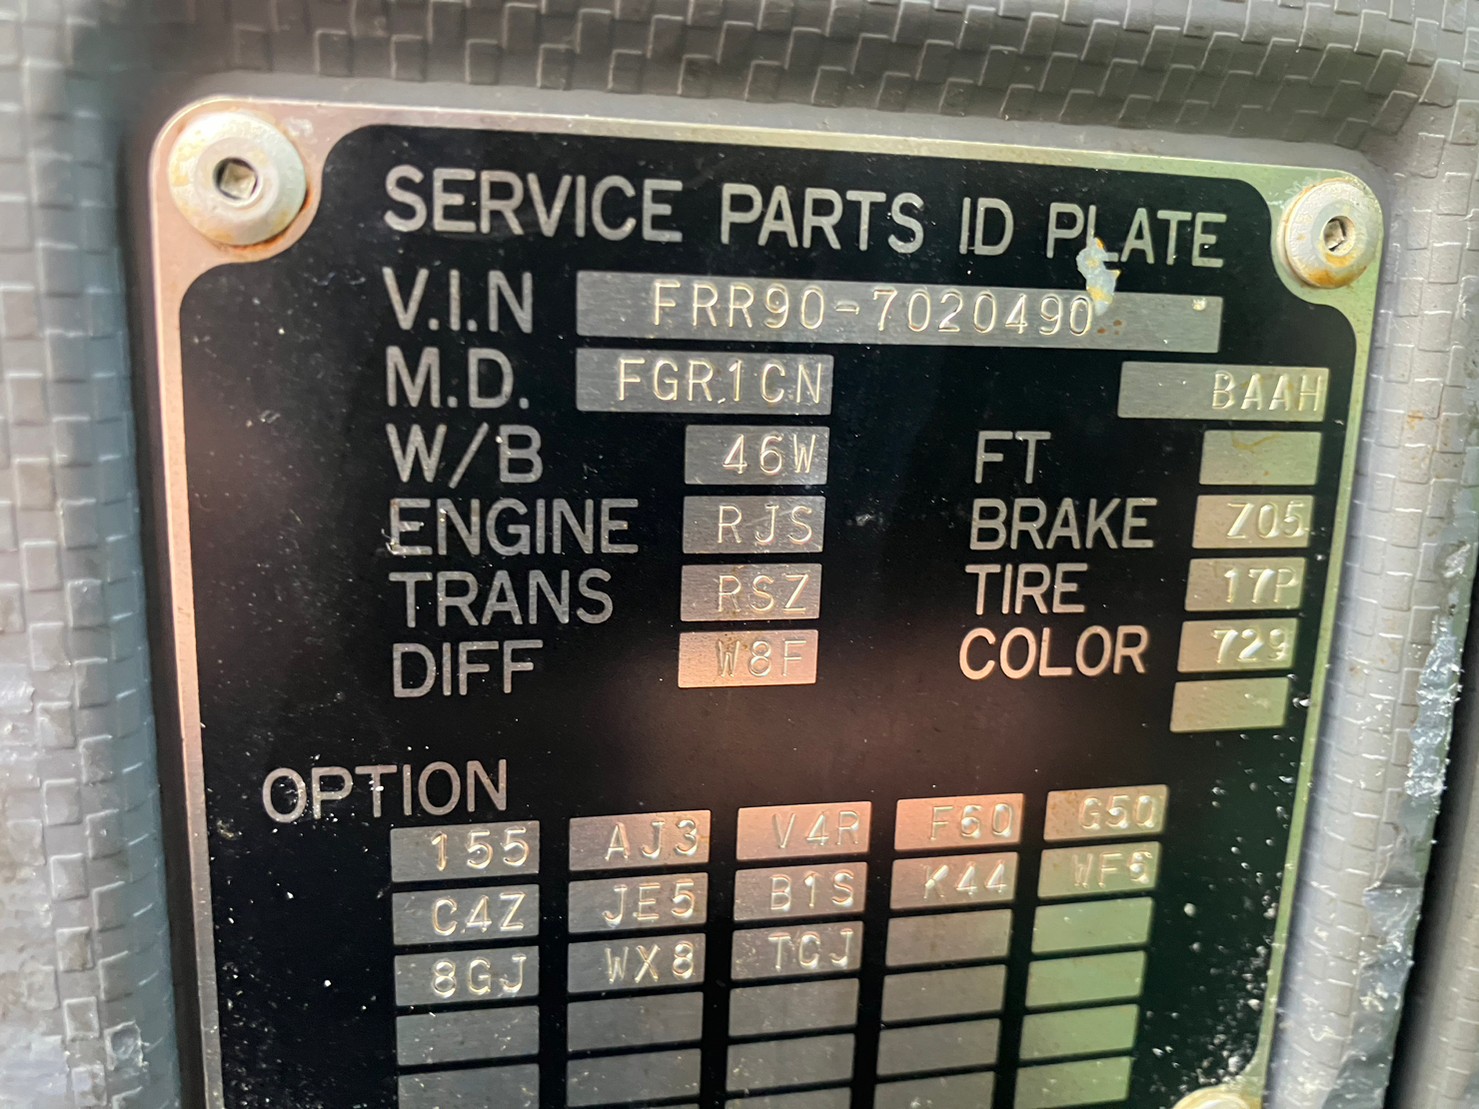 SERVICE PARTS ID PLATE
V.I.N FRR90-7020490
M.D. FGR1CN BAAH
W/B 46W FT
ENGINE RJS BRAKE Z05
TRANS RSZ TIRE 17P
DIFF W8F COLOR 729
OPTION
155 AJ3 V4R F60 G50
C4Z JE5 B1S K44 WF5
8GJ WX8 TCJ